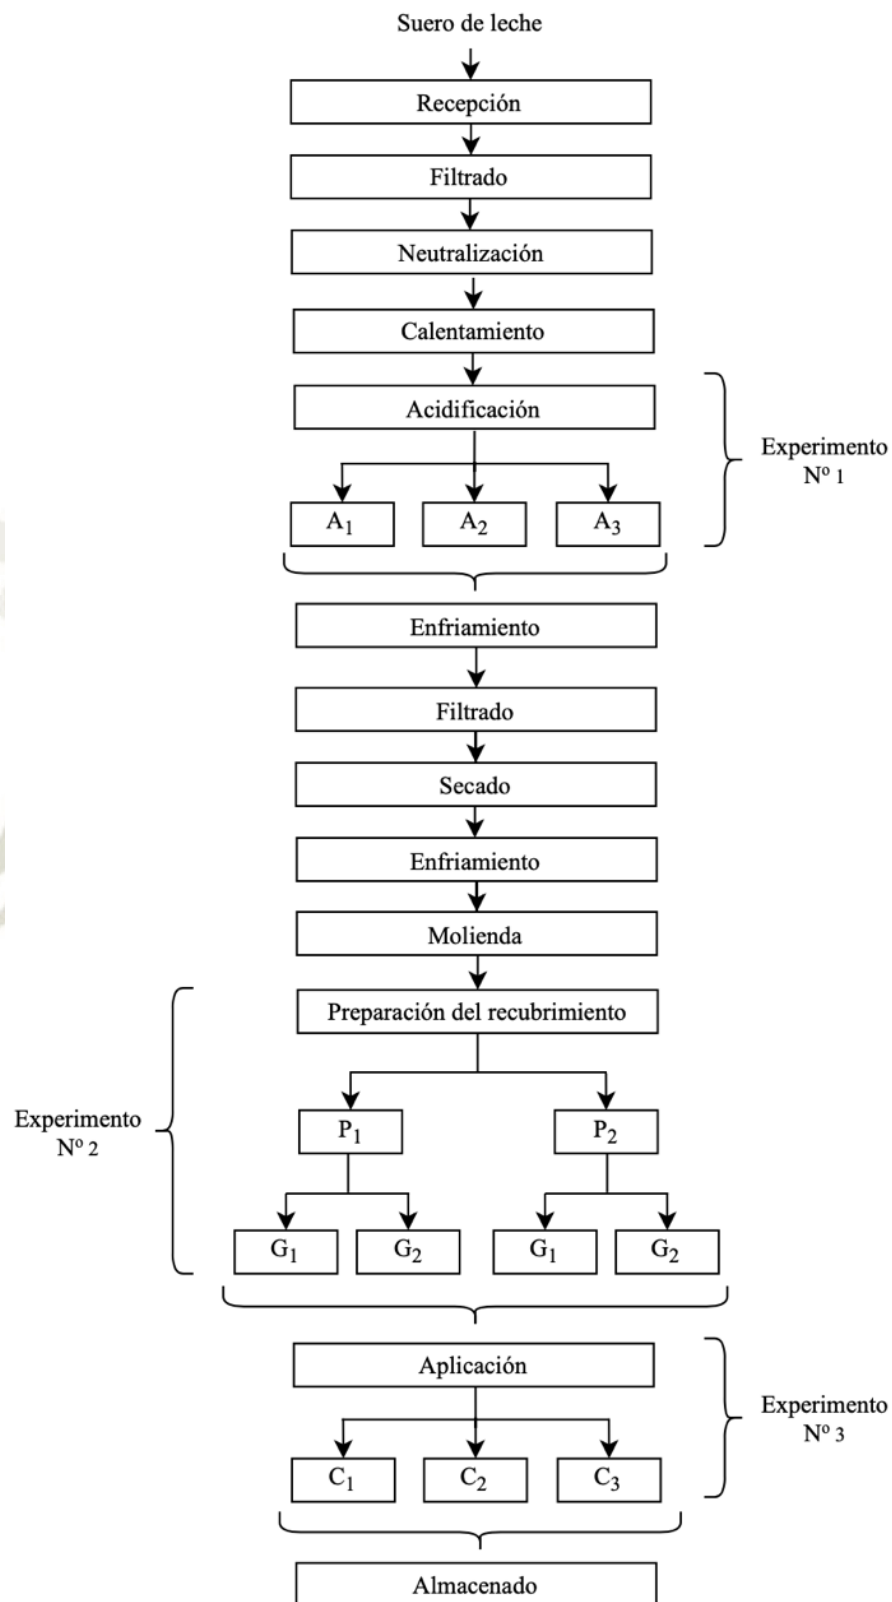 Suero de leche
Recepción
Filtrado
Neutralización
Calentamiento
Acidificación
Experimento
Nº 1
A1 A2 A3
Enfriamiento
Filtrado
Secado
Enfriamiento
Molienda
Preparación del recubrimiento
Experimento
Nº 2
P1 P2
G1 G2 G1 G2
Aplicación
Experimento
Nº 3
C1 C2 C3
Almacenado